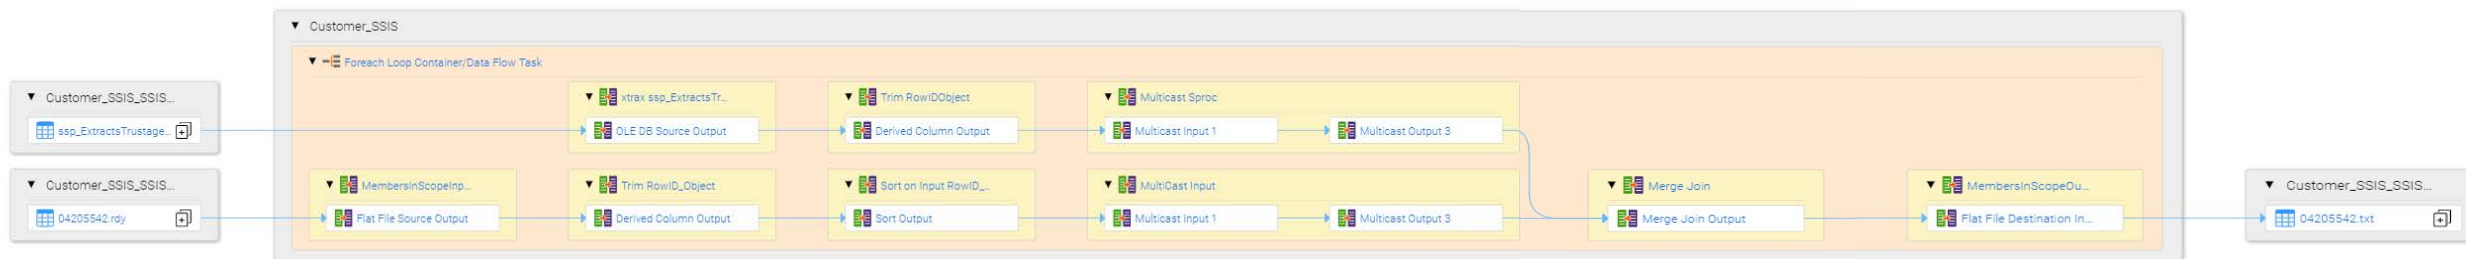 Customer_SSIS
Foreach Loop Container/Data Flow Task
Customer_SSIS_SSIS...
ssp_ExtractsTrustage...
xtrax ssp_ExtractsTr...
OLE DB Source Output
Trim RowIDObject
Derived Column Output
Multicast Sproc
Multicast Input 1
Multicast Output 3
Customer_SSIS_SSIS...
04205542.rdy
MembersInScopeInp...
Flat File Source Output
Trim RowID_Object
Derived Column Output
Sort on Input RowID_...
Sort Output
MultiCast Input
Multicast Input 1
Multicast Output 3
Merge Join
Merge Join Output
MembersInScopeOu...
Flat File Destination In...
Customer_SSIS_SSIS...
04205542.txt